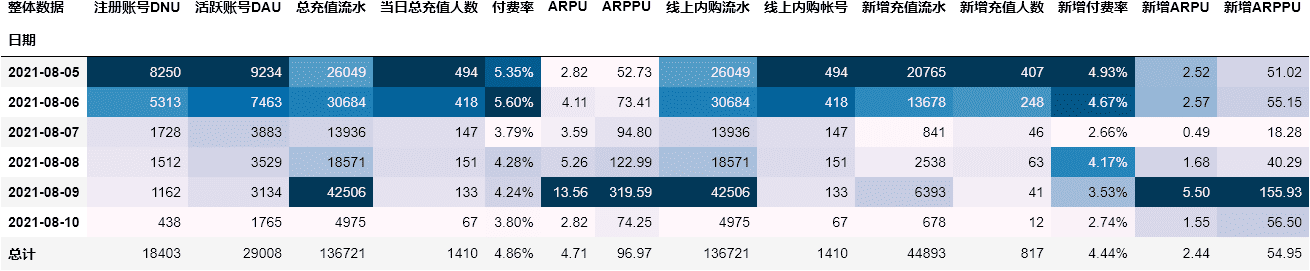 整体数据 注册账号DNU 活跃账号DAU 总充值流水 当日总充值人数 付费率 ARPU ARPPU 线上内购流水 线上内购帐号 新增充值流水 新增充值人数 新增付费率 新增ARPU 新增ARPPU
日期
2021-08-05 8250 9234 26049 494 5.35% 2.82 52.73 26049 494 20765 407 4.93% 2.52 51.02
2021-08-06 5313 7463 30684 418 5.60% 4.11 73.41 30684 418 13678 248 4.67% 2.57 55.15
2021-08-07 1728 3883 13936 147 3.79% 3.59 94.80 13936 147 841 46 2.66% 0.49 18.28
2021-08-08 1512 3529 18571 151 4.28% 5.26 122.99 18571 151 2538 63 4.17% 1.68 40.29
2021-08-09 1162 3134 42506 133 4.24% 13.56 319.59 42506 133 6393 41 3.53% 5.50 155.93
2021-08-10 438 1765 4975 67 3.80% 2.82 74.25 4975 67 678 12 2.74% 1.55 56.50
总计 18403 29008 136721 1410 4.86% 4.71 96.97 136721 1410 44893 817 4.44% 2.44 54.95